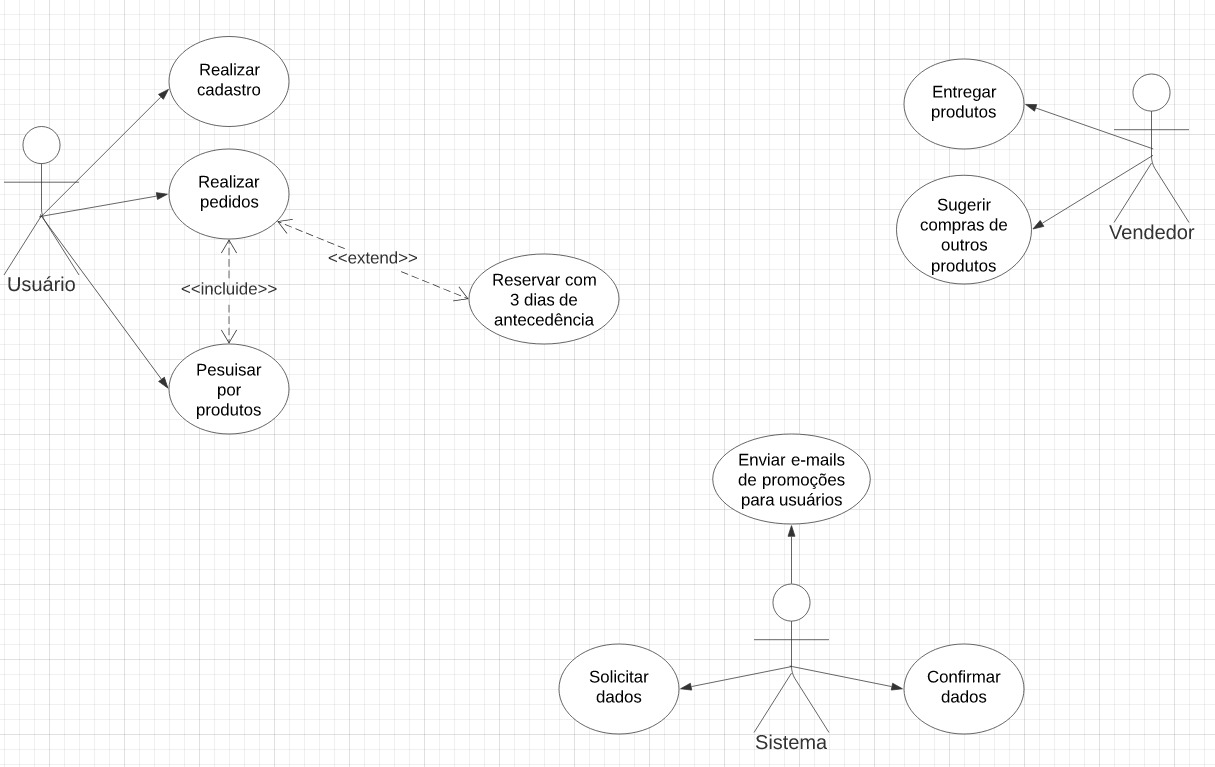 Realizar
cadastro
Realizar
pedidos
Usuário
<<extend>>
<<incluide>>
Reservar com
3 dias de
antecedência
Pesuisar
por
produtos
Entregar
produtos
Sugerir
compras de
outros
produtos
Vendedor
Enviar e-mails
de promoções
para usuários
Solicitar
dados
Confirmar
dados
Sistema